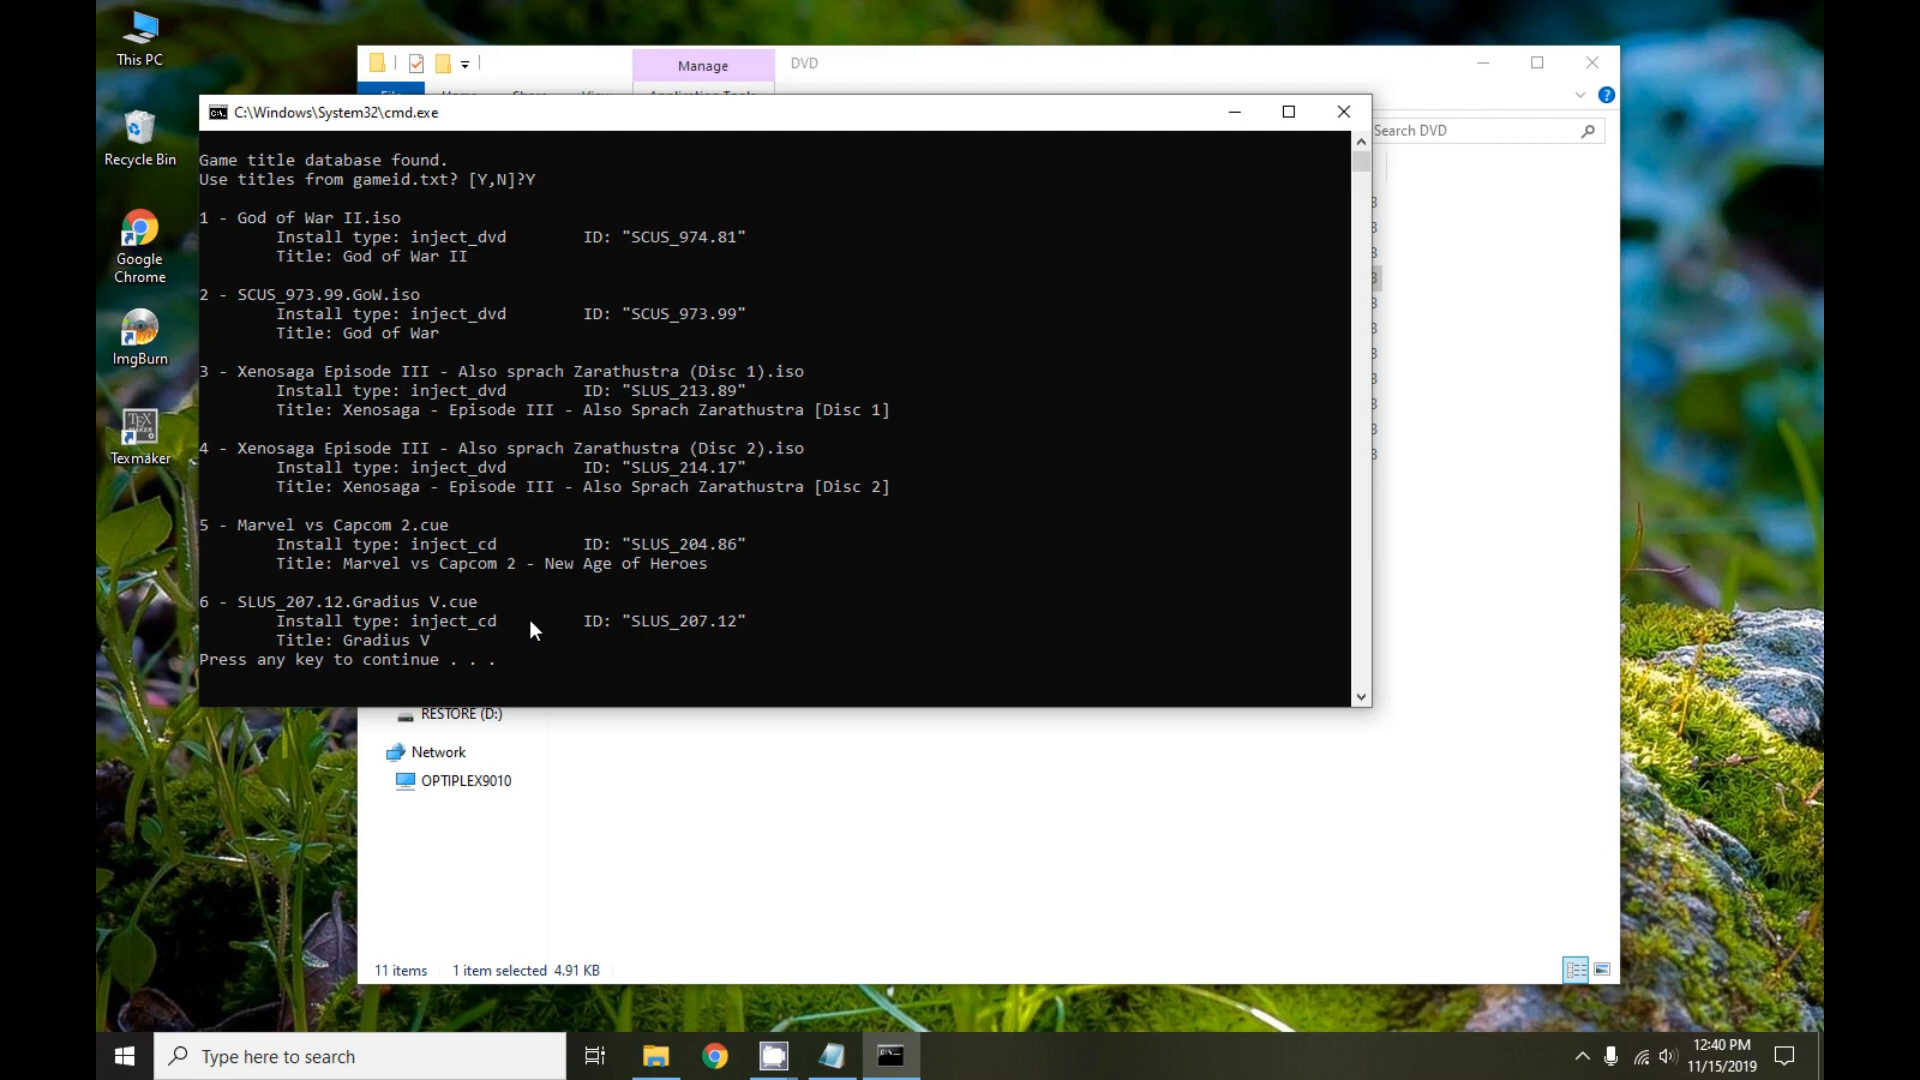 This PC
Recycle Bin
Google
Chrome
ImgBurn
TEX
MAKER
Texmaker
Manage
DVD
C:\Windows\System32\cmd.exe
Search DVD
Game title database found.
Use titles from gameid.txt? [Y,N]?Y
1 - God of War II.iso
Install type: inject_dvd ID: "SCUS_974.81"
Title: God of War II
2 - SCUS_973.99.GoW.iso
Install type: inject_dvd ID: "SCUS_973.99"
Title: God of War
3 - Xenosaga Episode III - Also sprach Zarathustra (Disc 1).iso
Install type: inject_dvd ID: "SLUS_213.89"
Title: Xenosaga - Episode III - Also Sprach Zarathustra [Disc 1]
4 - Xenosaga Episode III - Also sprach Zarathustra (Disc 2).iso
Install type: inject_dvd ID: "SLUS_214.17"
Title: Xenosaga - Episode III - Also Sprach Zarathustra [Disc 2]
5 - Marvel vs Capcom 2.cue
Install type: inject_cd ID: "SLUS_204.86"
Title: Marvel vs Capcom 2 - New Age of Heroes
6 - SLUS_207.12.Gradius V.cue
Install type: inject_cd ID: "SLUS_207.12"
Title: Gradius V
Press any key to continue . . .
RESTORE (D:)
Network
OPTIPLEX9010
11 items 1 item selected 4.91 KB
Type here to search
12:40 PM
11/15/2019